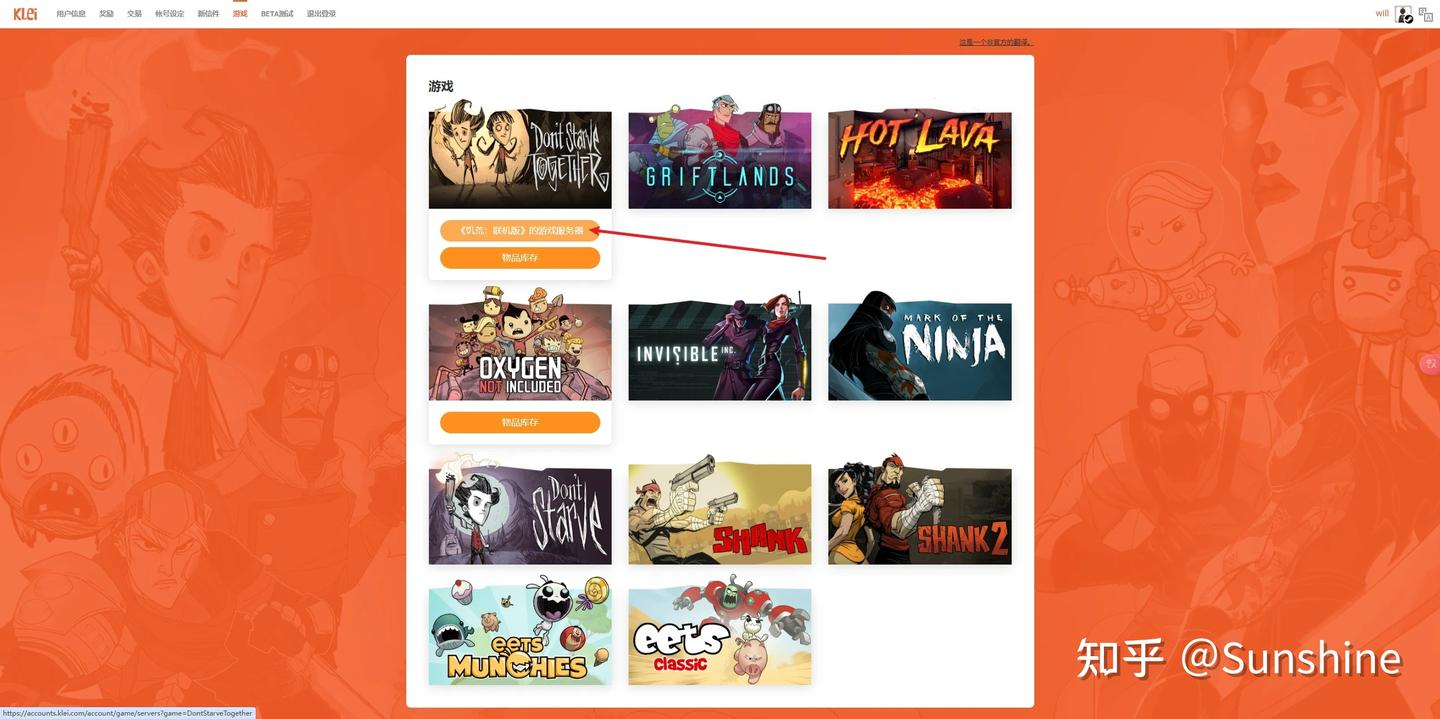 Klei 用户信息 奖励 交易 帐号设定 新信件 游戏 BETA测试 退出登录 will
这是一个非官方的翻译。
游戏
Don't Starve TOGETHER
GRIFTLANDS
HOT LAVA
《饥荒：联机版》的游戏服务器
物品库存
OXYGEN NOT INCLUDED
INVISIBLE INC.
MARK OF THE NINJA
物品库存
Don't Starve
SHANK
SHANK 2
eets MUNCHIES
eets Classic
知乎 @Sunshine
https://accounts.klei.com/account/game/servers?game=DontStarveTogether